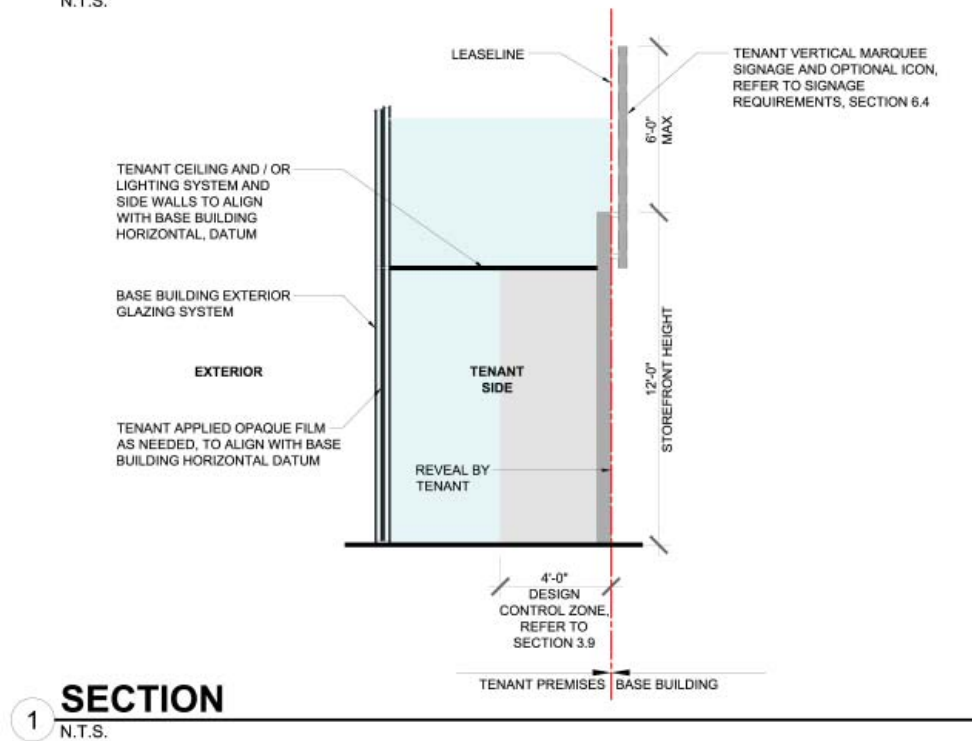 N.T.S.
LEASELINE
TENANT VERTICAL MARQUEE
SIGNAGE AND OPTIONAL ICON,
REFER TO SIGNAGE
REQUIREMENTS, SECTION 6.4
6'-0"
MAX
TENANT CEILING AND / OR
LIGHTING SYSTEM AND
SIDE WALLS TO ALIGN
WITH BASE BUILDING
HORIZONTAL, DATUM
BASE BUILDING EXTERIOR
GLAZING SYSTEM
EXTERIOR
TENANT
SIDE
12'-0"
STOREFRONT HEIGHT
TENANT APPLIED OPAQUE FILM
AS NEEDED, TO ALIGN WITH BASE
BUILDING HORIZONTAL DATUM
REVEAL BY
TENANT
4'-0"
DESIGN
CONTROL ZONE,
REFER TO
SECTION 3.9
TENANT PREMISES
BASE BUILDING
1
SECTION
N.T.S.